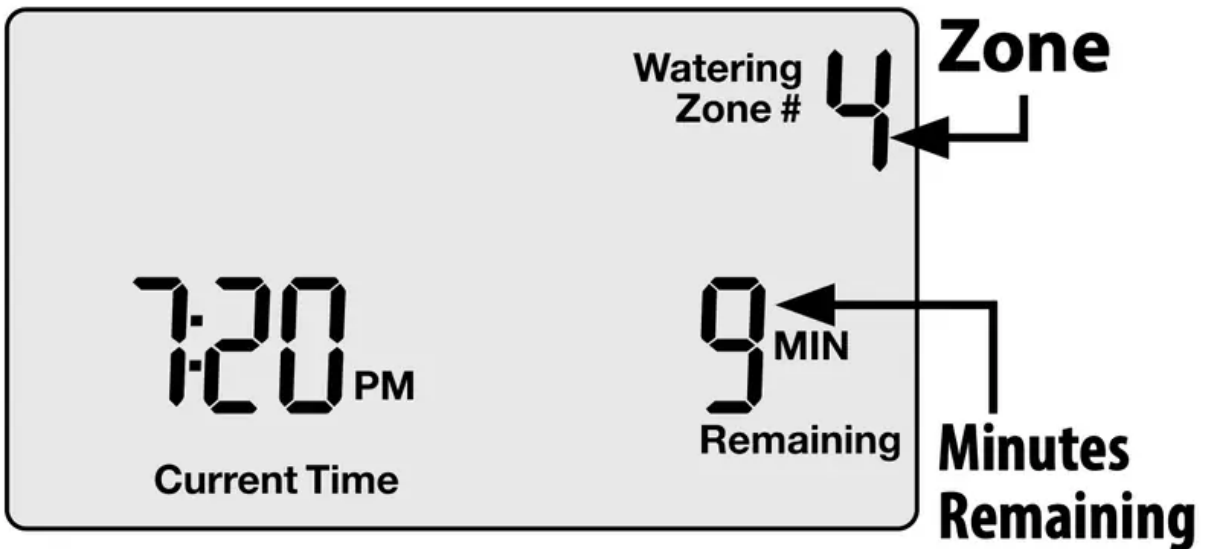 Watering
Zone # 4
Zone
7:20 PM
9 MIN
Remaining
Current Time
Minutes
Remaining